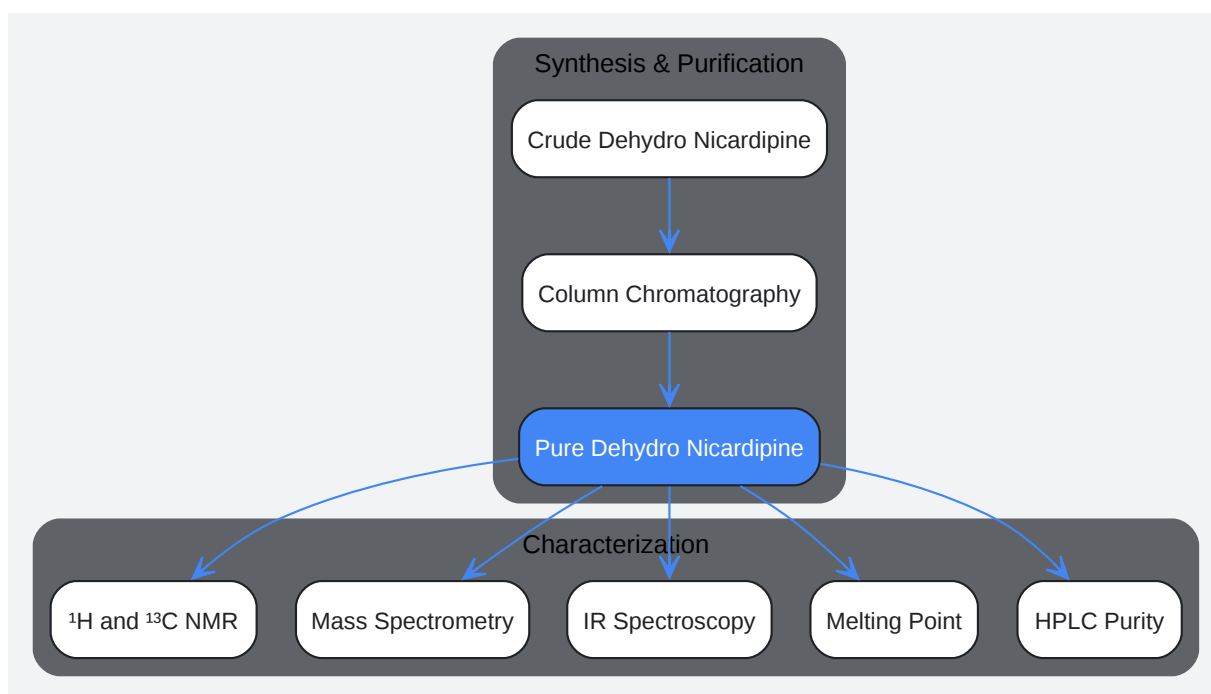 Synthesis & Purification
Crude Dehydro Nicardipine
Column Chromatography
Pure Dehydro Nicardipine
Characterization
¹H and ¹³C NMR
Mass Spectrometry
IR Spectroscopy
Melting Point
HPLC Purity